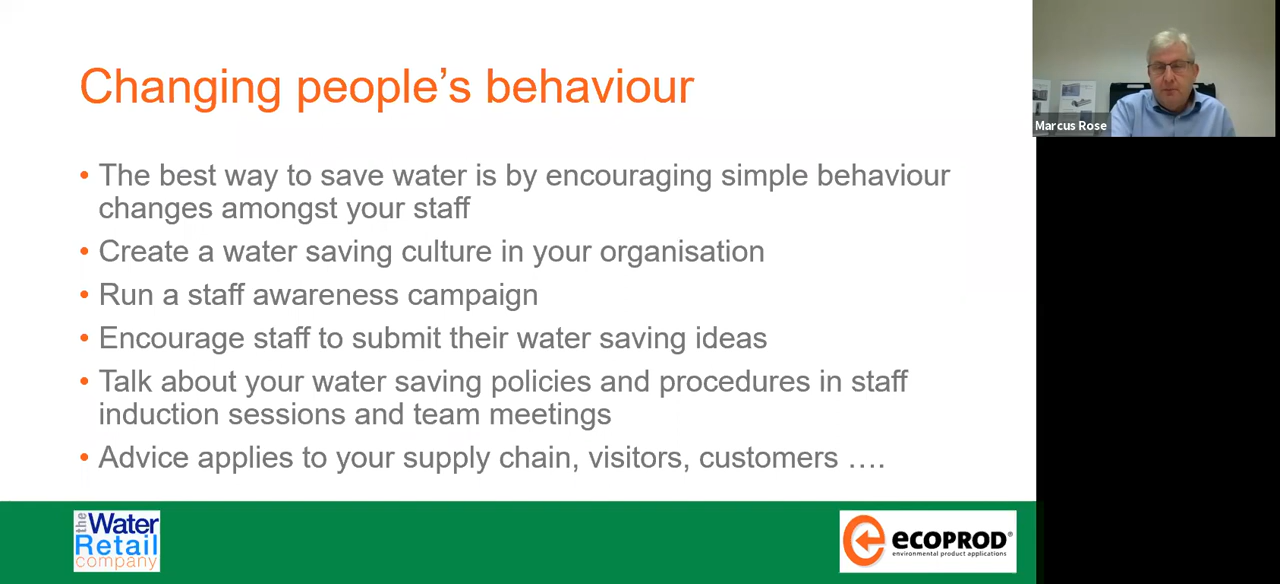 Changing people's behaviour
• The best way to save water is by encouraging simple behaviour
changes amongst your staff
• Create a water saving culture in your organisation
• Run a staff awareness campaign
• Encourage staff to submit their water saving ideas
• Talk about your water saving policies and procedures in staff
induction sessions and team meetings
• Advice applies to your supply chain, visitors, customers ….
Marcus Rose
the Water
Retail
company
ECOPROD®
environmental product applications